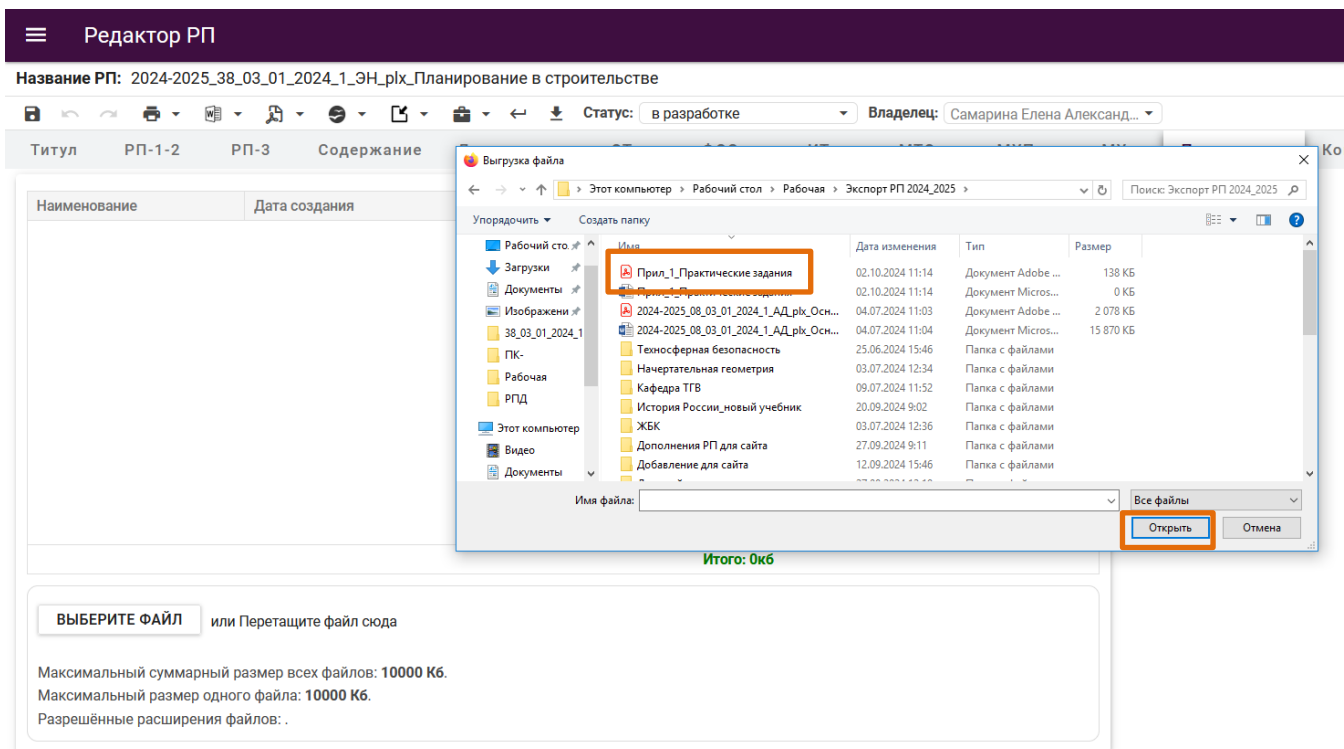 Редактор РП
Название РП: 2024-2025_38_03_01_2024_1_ЭН_plx_Планирование в строительстве
Статус: в разработке Владелец: Самарина Елена Александ...
Титул РП-1-2 РП-3 Содержание Ко
Наименование Дата создания
Выгрузка файла
Этот компьютер > Рабочий стол > Рабочая > Экспорт РП 2024_2025 > Поиск: Экспорт РП 2024_2025
Упорядочить Создать папку
Рабочий сто.
Загрузки
Документы
Изображени
38_03_01_2024_1
ПК-
Рабочая
РПД
Этот компьютер
Видео
Документы
Имя Дата изменения Тип Размер
Прил_1_Практические задания 02.10.2024 11:14 Документ Adobe ... 138 КБ
Прил_1_Практические задания 02.10.2024 11:14 Документ Micros... 0 КБ
2024-2025_08_03_01_2024_1_АД_plx_Осн... 04.07.2024 11:03 Документ Adobe ... 2 078 КБ
2024-2025_08_03_01_2024_1_АД_plx_Осн... 04.07.2024 11:04 Документ Micros... 15 870 КБ
Техносферная безопасность 25.06.2024 15:46 Папка с файлами
Начертательная геометрия 03.07.2024 12:34 Папка с файлами
Кафедра ТГВ 09.07.2024 11:52 Папка с файлами
История России_новый учебник 20.09.2024 9:02 Папка с файлами
ЖБК 03.07.2024 12:36 Папка с файлами
Дополнения РП для сайта 27.09.2024 9:11 Папка с файлами
Добавление для сайта 12.09.2024 15:46 Папка с файлами
Имя файла: Все файлы
Открыть Отмена
Итого: 0кб
ВЫБЕРИТЕ ФАЙЛ или Перетащите файл сюда
Максимальный суммарный размер всех файлов: 10000 Кб.
Максимальный размер одного файла: 10000 Кб.
Разрешённые расширения файлов: .